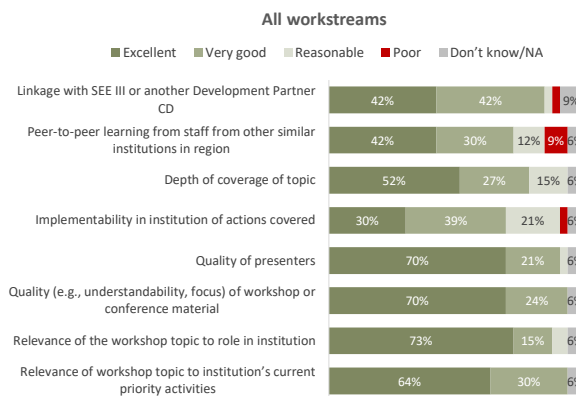 All workstreams
Excellent Very good Reasonable Poor Don't know/NA
Linkage with SEE III or another Development Partner
CD
42% 42% 9%
Peer-to-peer learning from staff from other similar
institutions in region
42% 30% 12% 9% 6%
Depth of coverage of topic
52% 27% 15% 6%
Implementability in institution of actions covered
30% 39% 21% 6%
Quality of presenters
70% 21% 6%
Quality (e.g., understandability, focus) of workshop or
conference material
70% 24% 6%
Relevance of the workshop topic to role in institution
73% 15% 6%
Relevance of workshop topic to institution's current
priority activities
64% 30% 6%